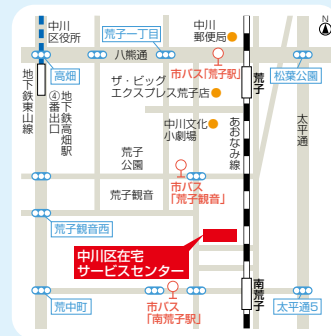 中川
区役所
荒子一丁目
中川
郵便局
N
八熊通
高畑
市バス「荒子駅」
荒子
松葉公園
ザ・ビッグ
エクスプレス荒子店
地下鉄東山線
④番出口
地下鉄高畑駅
中川文化
小劇場
あおなみ線
太平通
荒子
公園
荒子観音
市バス
「荒子観音」
荒子観音西
中川区在宅
サービスセンター
荒中町
市バス
「南荒子駅」
南荒子
太平通5